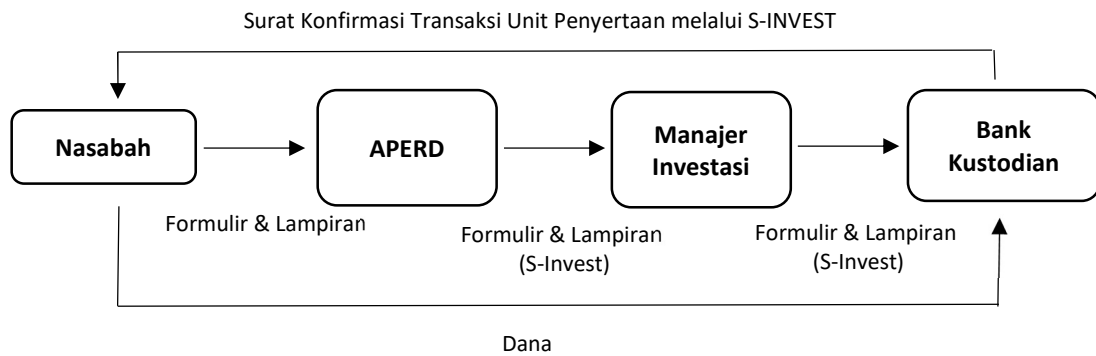 Surat Konfirmasi Transaksi Unit Penyertaan melalui S-INVEST
Nasabah
APERD
Manajer
Investasi
Bank
Kustodian
Formulir & Lampiran
Formulir & Lampiran
(S-Invest)
Formulir & Lampiran
(S-Invest)
Dana